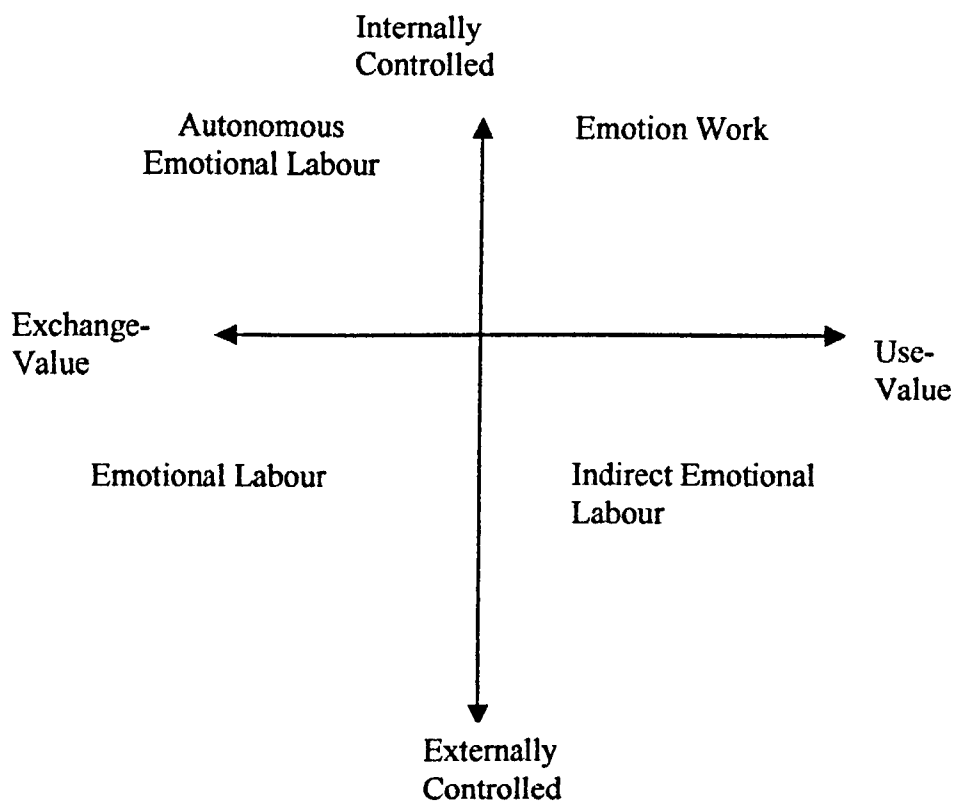 Internally
Controlled
Autonomous
Emotional Labour
Emotion Work
Exchange-
Value
Use-
Value
Emotional Labour
Indirect Emotional
Labour
Externally
Controlled